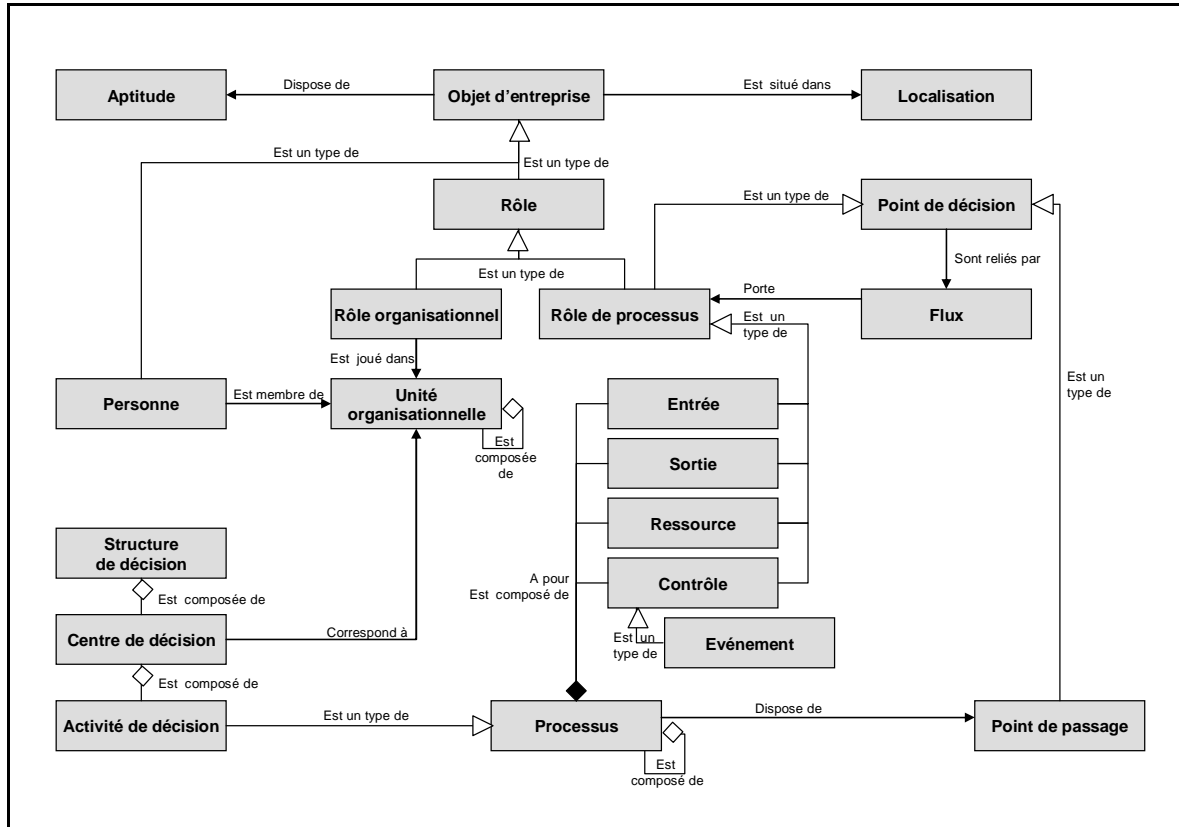 Aptitude
Dispose de
Objet d'entreprise
Est situé dans
Localisation
Est un type de
Est un type de
Rôle
Est un type de
Point de décision
Est un type de
Sont reliés par
Rôle organisationnel
Rôle de processus
Porte
Flux
Est un
type de
Est joué dans
Est un
type de
Personne
Est membre de
Unité
organisationnelle
Est
composée
de
Entrée
Sortie
Ressource
Contrôle
A pour
Est composé de
Structure
de décision
Est composée de
Centre de décision
Correspond à
Est un
type de
Evénement
Est composé de
Activité de décision
Est un type de
Processus
Dispose de
Point de passage
Est
composé de